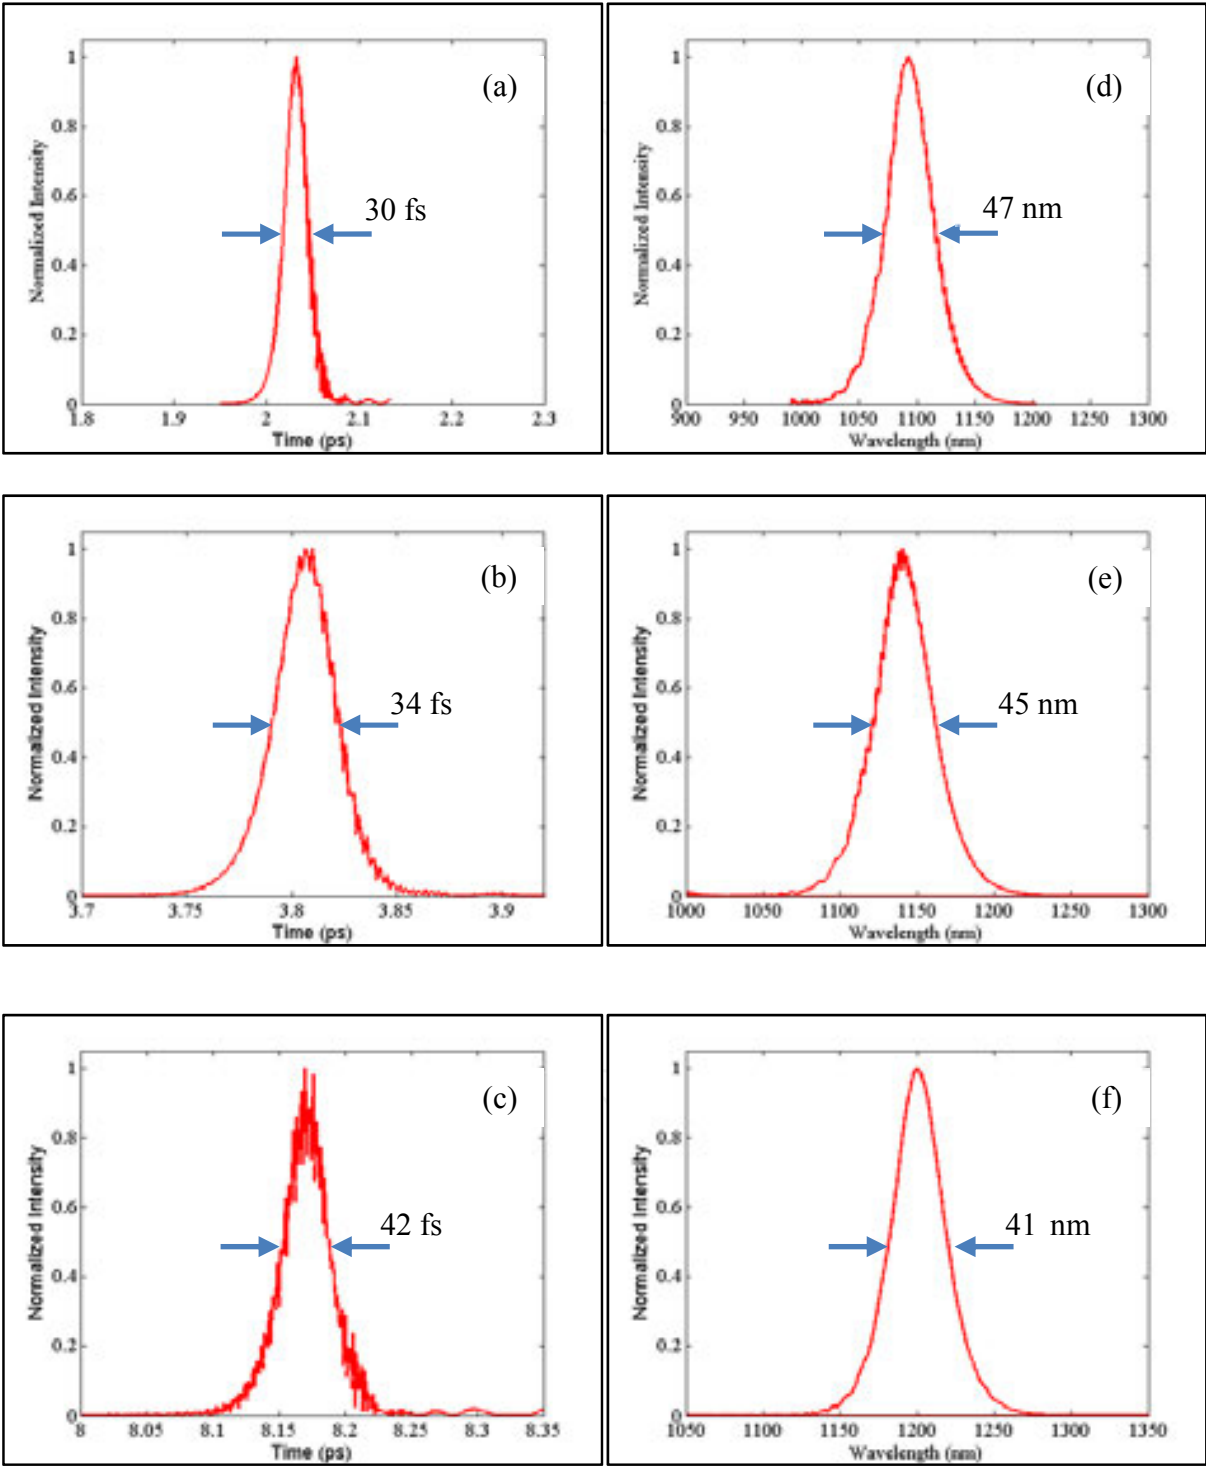 (a)
30 fs
Normalized Intensity
1
0.8
0.6
0.4
0.2
0
1.8 1.9 2 2.1 2.2 2.3
Time (ps)
(d)
47 nm
Normalized Intensity
1
0.8
0.6
0.4
0.2
0
900 950 1000 1050 1100 1150 1200 1250 1300
Wavelength (nm)
(b)
34 fs
Normalized Intensity
1
0.8
0.6
0.4
0.2
0
3.7 3.75 3.8 3.85 3.9
Time (ps)
(e)
45 nm
Normalized Intensity
1
0.8
0.6
0.4
0.2
0
1000 1050 1100 1150 1200 1250 1300
Wavelength (nm)
(c)
42 fs
Normalized Intensity
1
0.8
0.6
0.4
0.2
0
8 8.05 8.1 8.15 8.2 8.25 8.3 8.35
Time (ps)
(f)
41 nm
Normalized Intensity
1
0.8
0.6
0.4
0.2
0
1050 1100 1150 1200 1250 1300 1350
Wavelength (nm)